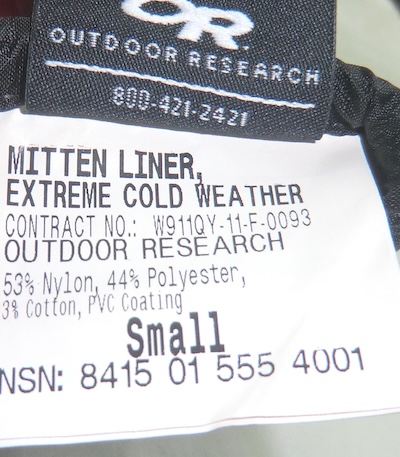 OR
OUTDOOR RESEARCH
800-421-2421
MITTEN LINER,
EXTREME COLD WEATHER
CONTRACT NO.: W911QY-11-F-0093
OUTDOOR RESEARCH
53% Nylon, 44% Polyester,
3% Cotton, PVC Coating
Small
NSN: 8415 01 555 4001